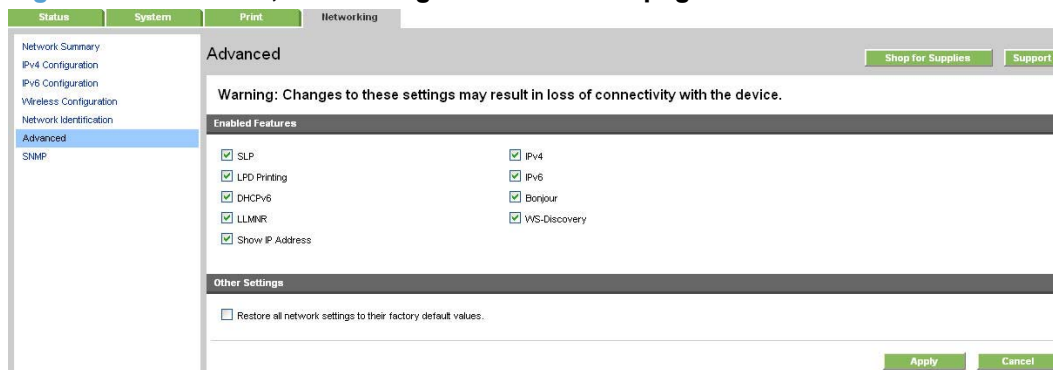 Status System Print Networking
Network Summary
IPv4 Configuration
IPv6 Configuration
Wireless Configuration
Network Identification
Advanced
SNMP
Advanced
Shop for Supplies Support
Warning: Changes to these settings may result in loss of connectivity with the device.
Enabled Features
SLP IPv4
LPD Printing IPv6
DHCPv6 Bonjour
LLMNR WS-Discovery
Show IP Address
Other Settings
Restore all network settings to their factory default values.
Apply Cancel